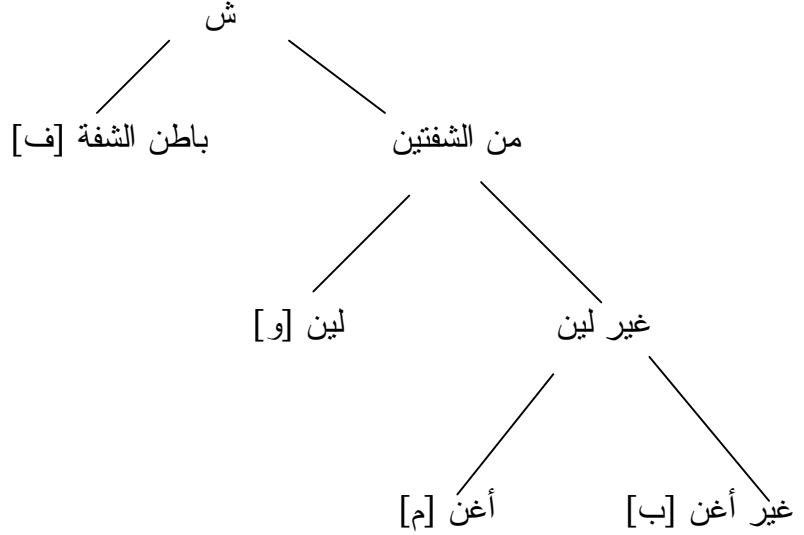 ش
من الشفتين
باطن الشفة [ف]
غير لين
لين [و]
غير أغن [ب]
أغن [م]